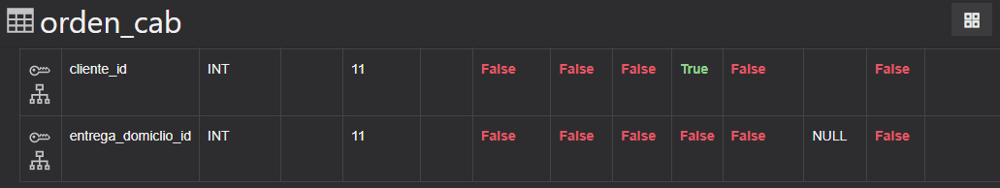 orden_cab
cliente_id INT 11 False False False True False False
entrega_domiclio_id INT 11 False False False False False NULL False